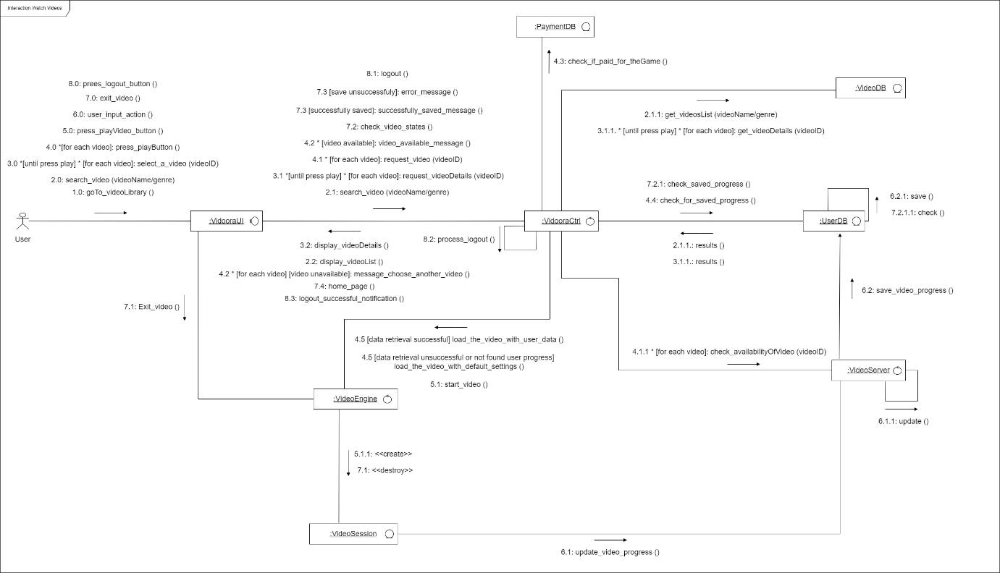 Interaction Watch Videos
:PaymentDB
4.3: check_if_paid_for_theGame ()
8.0: prees_logout_button ()
7.0: exit_video ()
6.0: user_input_action ()
5.0: press_playVideo_button ()
4.0 *[for each video]: press_playButton ()
3.0 *[until press play] * [for each video]: select_a_video (videoID)
2.0: search_video (videoName/genre)
1.0: goTo_videoLibrary ()
8.1: logout ()
7.3 [save unsuccessfuly]: error_message ()
7.3 [successfully saved]: successfully_saved_message ()
7.2: check_video_states ()
4.2 * [video available]: video_available_message ()
4.1 * [for each video]: request_video (videoID)
3.1 *[until press play] * [for each video]: request_videoDetails (videoID)
2.1: search_video (videoName/genre)
:VideoDB
2.1.1: get_videosList (videoName/genre)
3.1.1. * [until press play] * [for each video]: get_videoDetails (videoID)
7.2.1: check_saved_progress ()
4.4: check_for_saved_progress ()
6.2.1: save ()
7.2.1.1: check ()
User
:VidooraUI
:VidooraCtrl
:UserDB
8.2: process_logout ()
3.2: display_videoDetails ()
2.2: display_videoList ()
4.2 * [for each video] [video unavailable]: message_choose_another_video ()
7.4: home_page ()
8.3: logout_successful_notification ()
2.1.1.: results ()
3.1.1.: results ()
7.1: Exit_video ()
6.2: save_video_progress ()
4.5 [data retrieval successful] load_the_video_with_user_data ()
4.5 [data retrieval unsuccessful or not found user progress]
load_the_video_with_default_settings ()
5.1: start_video ()
4.1.1 * [for each video]: check_availabilityOfVideo (videoID)
:VideoServer
6.1.1: update ()
:VideoEngine
5.1.1: <<create>>
7.1: <<destroy>>
:VideoSession
6.1: update_video_progress ()